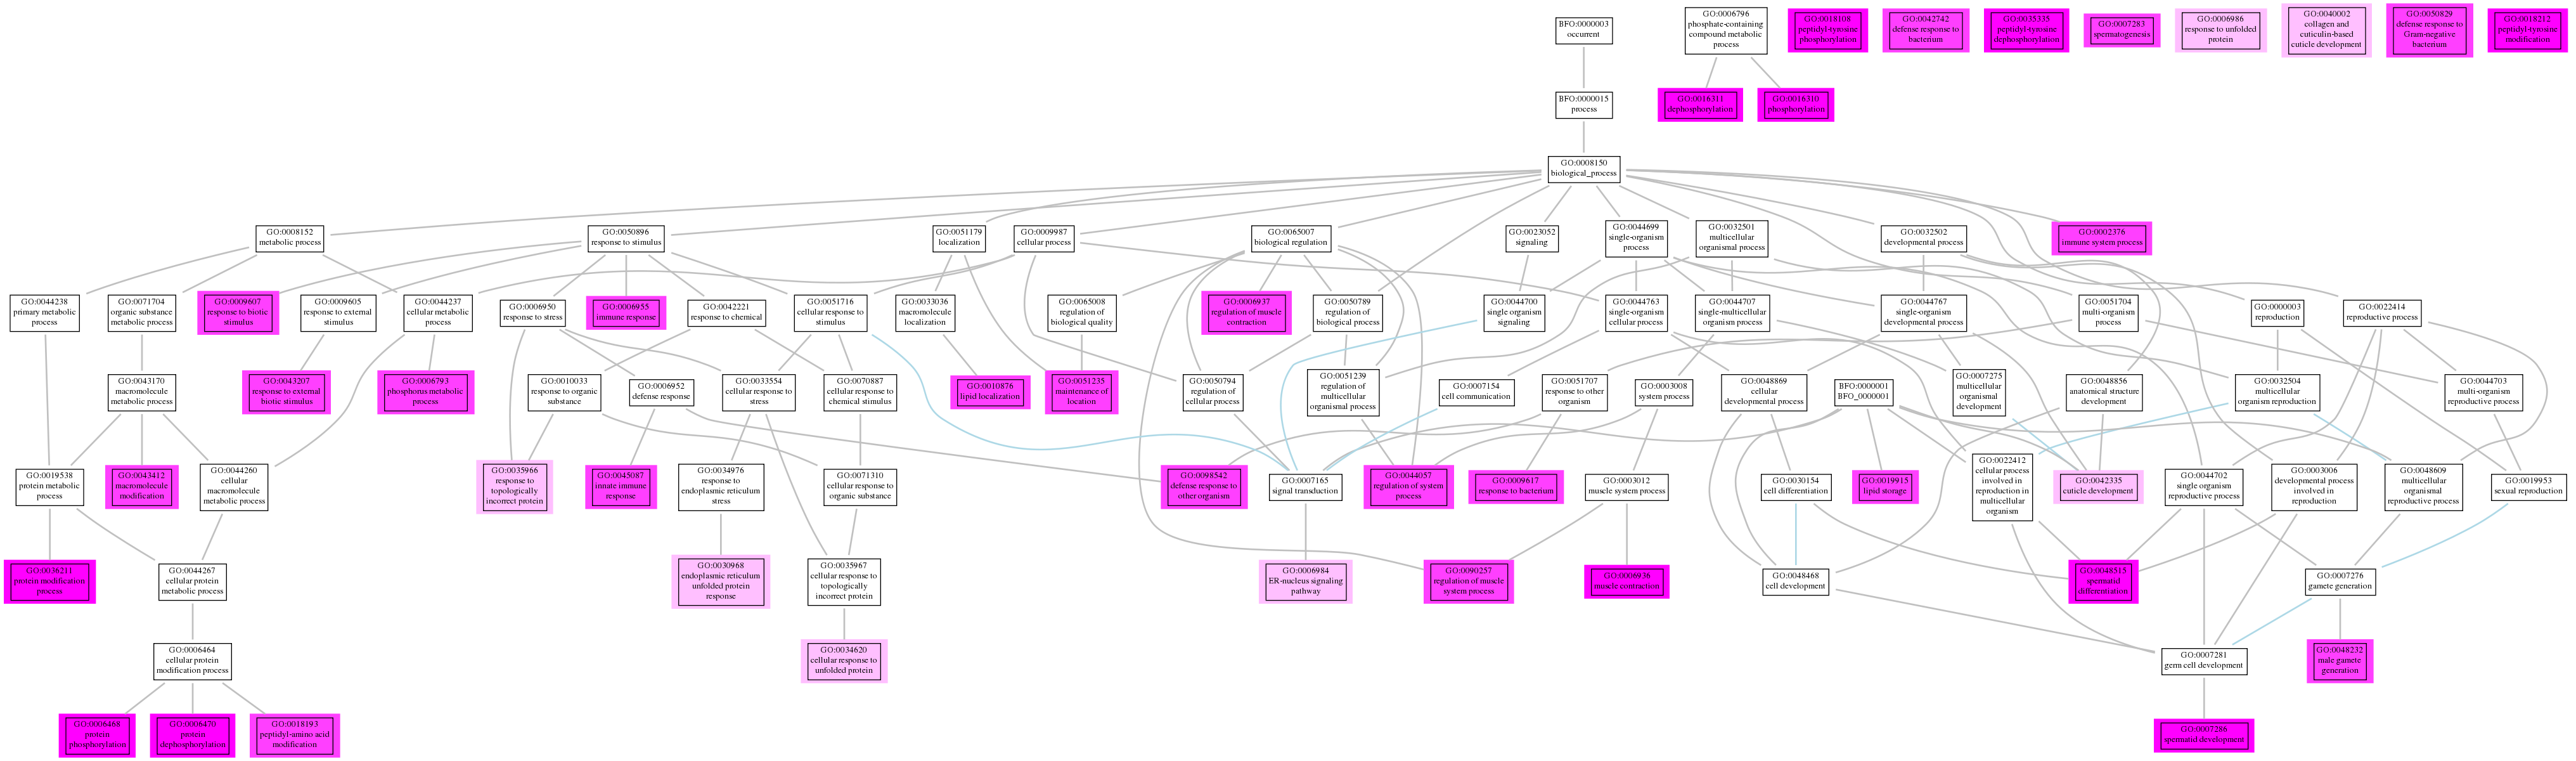 BFO:0000003
occurrent
GO:0006796
phosphate-containing
compound metabolic
process
GO:0018108
peptidyl-tyrosine
phosphorylation
GO:0042742
defense response to
bacterium
GO:0035335
peptidyl-tyrosine
dephosphorylation
GO:0007283
spermatogenesis
GO:0006986
response to unfolded
protein
GO:0040002
collagen and
cuticulin-based
cuticle development
GO:0050829
defense response to
Gram-negative
bacterium
GO:0018212
peptidyl-tyrosine
modification
BFO:0000015
process
GO:0016311
dephosphorylation
GO:0016310
phosphorylation
GO:0008150
biological_process
GO:0008152
metabolic process
GO:0050896
response to stimulus
GO:0051179
localization
GO:0009987
cellular process
GO:0065007
biological regulation
GO:0023052
signaling
GO:0044699
single-organism
process
GO:0032501
multicellular
organismal process
GO:0032502
developmental process
GO:0002376
immune system process
GO:0044238
primary metabolic
process
GO:0071704
organic substance
metabolic process
GO:0009607
response to biotic
stimulus
GO:0009605
response to external
stimulus
GO:0044237
cellular metabolic
process
GO:0006950
response to stress
GO:0006955
immune response
GO:0042221
response to chemical
GO:0051716
cellular response to
stimulus
GO:0033036
macromolecule
localization
GO:0065008
regulation of
biological quality
GO:0006937
regulation of muscle
contraction
GO:0050789
regulation of
biological process
GO:0044700
single organism
signaling
GO:0044763
single-organism
cellular process
GO:0044707
single-multicellular
organism process
GO:0044767
single-organism
developmental process
GO:0051704
multi-organism
process
GO:0000003
reproduction
GO:0022414
reproductive process
GO:0043170
macromolecule
metabolic process
GO:0043207
response to external
biotic stimulus
GO:0006793
phosphorus metabolic
process
GO:0010033
response to organic
substance
GO:0006952
defense response
GO:0033554
cellular response to
stress
GO:0070887
cellular response to
chemical stimulus
GO:0010876
lipid localization
GO:0051235
maintenance of
location
GO:0050794
regulation of
cellular process
GO:0051239
regulation of
multicellular
organismal process
GO:0007154
cell communication
GO:0051707
response to other
organism
GO:0003008
system process
GO:0048869
cellular
developmental process
BFO:0000001
BFO_0000001
GO:0007275
multicellular
organismal
development
GO:0048856
anatomical structure
development
GO:0032504
multicellular
organism reproduction
GO:0044703
multi-organism
reproductive process
GO:0019538
protein metabolic
process
GO:0043412
macromolecule
modification
GO:0044260
cellular
macromolecule
metabolic process
GO:0035966
response to
topologically
incorrect protein
GO:0045087
innate immune
response
GO:0034976
response to
endoplasmic reticulum
stress
GO:0071310
cellular response to
organic substance
GO:0098542
defense response to
other organism
GO:0007165
signal transduction
GO:0044057
regulation of system
process
GO:0009617
response to bacterium
GO:0003012
muscle system process
GO:0030154
cell differentiation
GO:0019915
lipid storage
GO:0022412
cellular process
involved in
reproduction in
multicellular
organism
GO:0042335
cuticle development
GO:0044702
single organism
reproductive process
GO:0003006
developmental process
involved in
reproduction
GO:0048609
multicellular
organismal
reproductive process
GO:0019953
sexual reproduction
GO:0036211
protein modification
process
GO:0044267
cellular protein
metabolic process
GO:0030968
endoplasmic reticulum
unfolded protein
response
GO:0035967
cellular response to
topologically
incorrect protein
GO:0006984
ER-nucleus signaling
pathway
GO:0090257
regulation of muscle
system process
GO:0006936
muscle contraction
GO:0048468
cell development
GO:0048515
spermatid
differentiation
GO:0007276
gamete generation
GO:0006464
cellular protein
modification process
GO:0034620
cellular response to
unfolded protein
GO:0007281
germ cell development
GO:0048232
male gamete
generation
GO:0006468
protein
phosphorylation
GO:0006470
protein
dephosphorylation
GO:0018193
peptidyl-amino acid
modification
GO:0007286
spermatid development